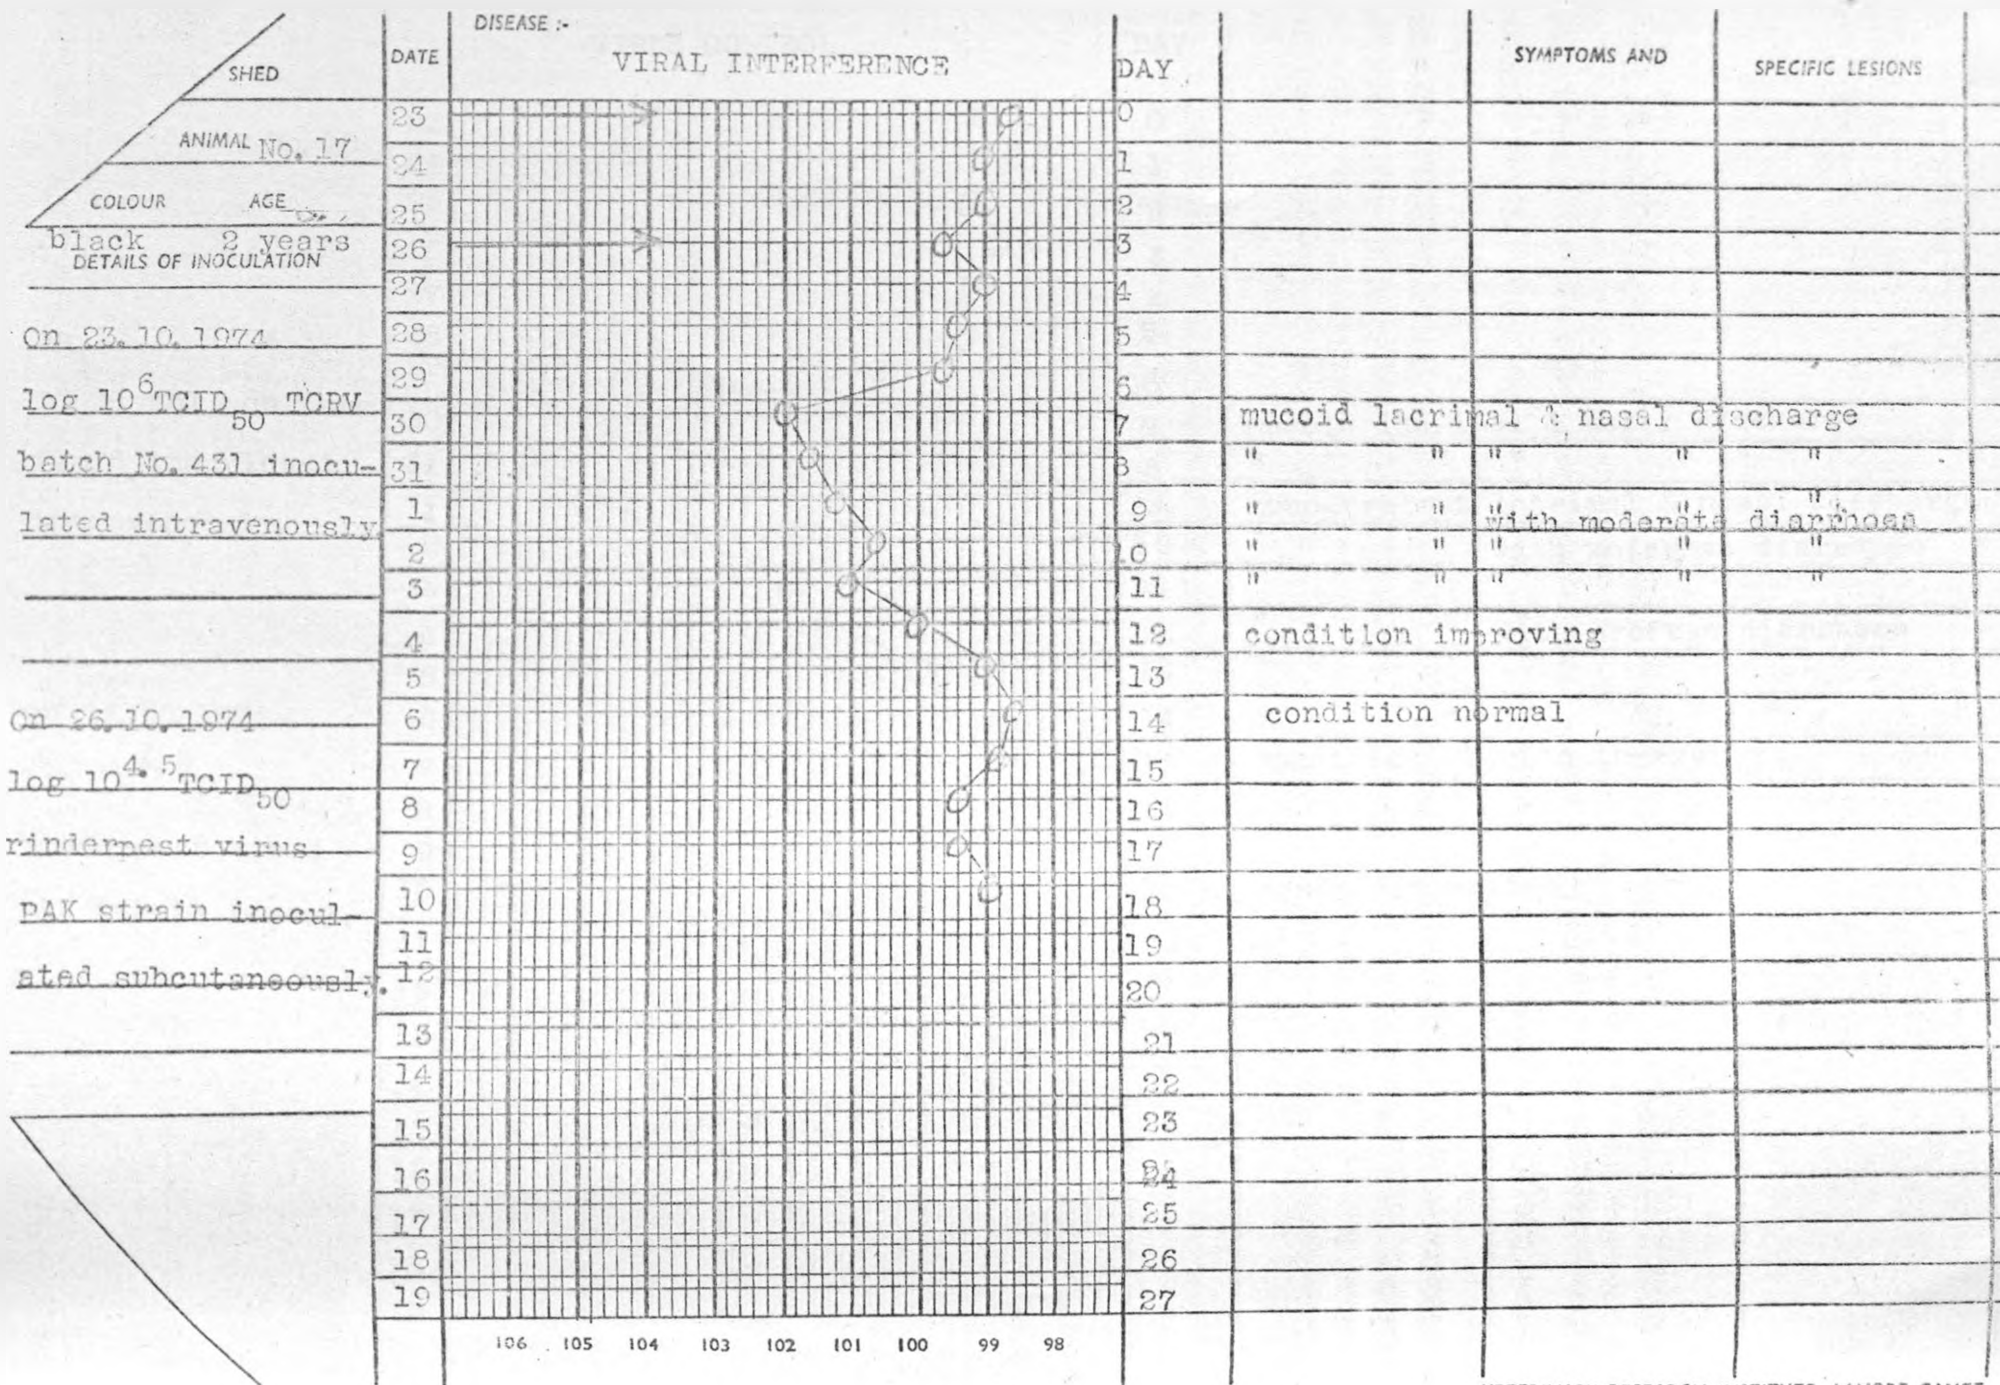 DISEASE :-
SHED DATE VIRAL INTERFERENCE DAY SYMPTOMS AND SPECIFIC LESIONS
ANIMAL No. 17
COLOUR AGE
black 2 years
DETAILS OF INOCULATION
on 23.10.1974
log 10^6 TCID50 TCRV
batch No. 431 inocu-
lated intravenously
on 26.10.1974
log 10^4.5 TCID50
rinderpest virus
PAK strain inocul-
ated subcutaneously.
23 0
24 1
25 2
26 3
27 4
28 5
29 6
30 7 mucoid lacrimal & nasal discharge
31 8 " " " " "
1 9 " " " " "
with moderate diarrhoea
2 10 " " " " "
3 11 " " " " "
4 12 condition improving
5 13
6 14 condition normal
7 15
8 16
9 17
10 18
11 19
12 20
13 21
14 22
15 23
16 24
17 25
18 26
19 27
106 105 104 103 102 101 100 99 98